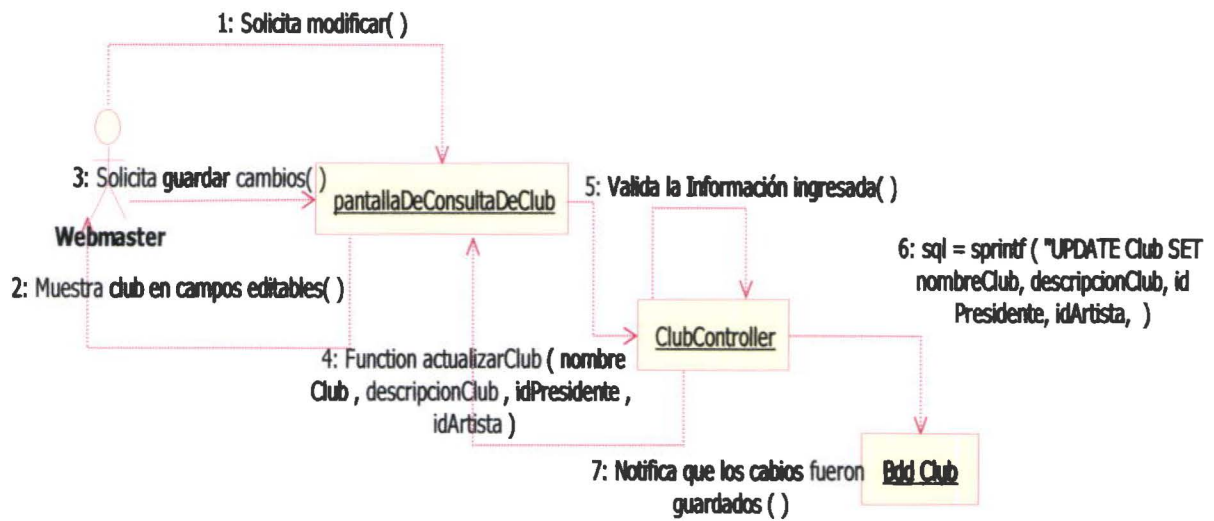 1: Solicita modificar( )
3: Solicita guardar cambios( )
pantallaDeConsultaDeClub
5: Valida la Información ingresada( )
Webmaster
6: sql = sprintf ( "UPDATE Club SET
nombreClub, descripcionClub, id
Presidente, idArtista, )
2: Muestra club en campos editables( )
ClubController
4: Function actualizarClub ( nombre
Club , descripcionClub , idPresidente ,
idArtista )
7: Notifica que los cabios fueron
guardados ( )
Bdd Club